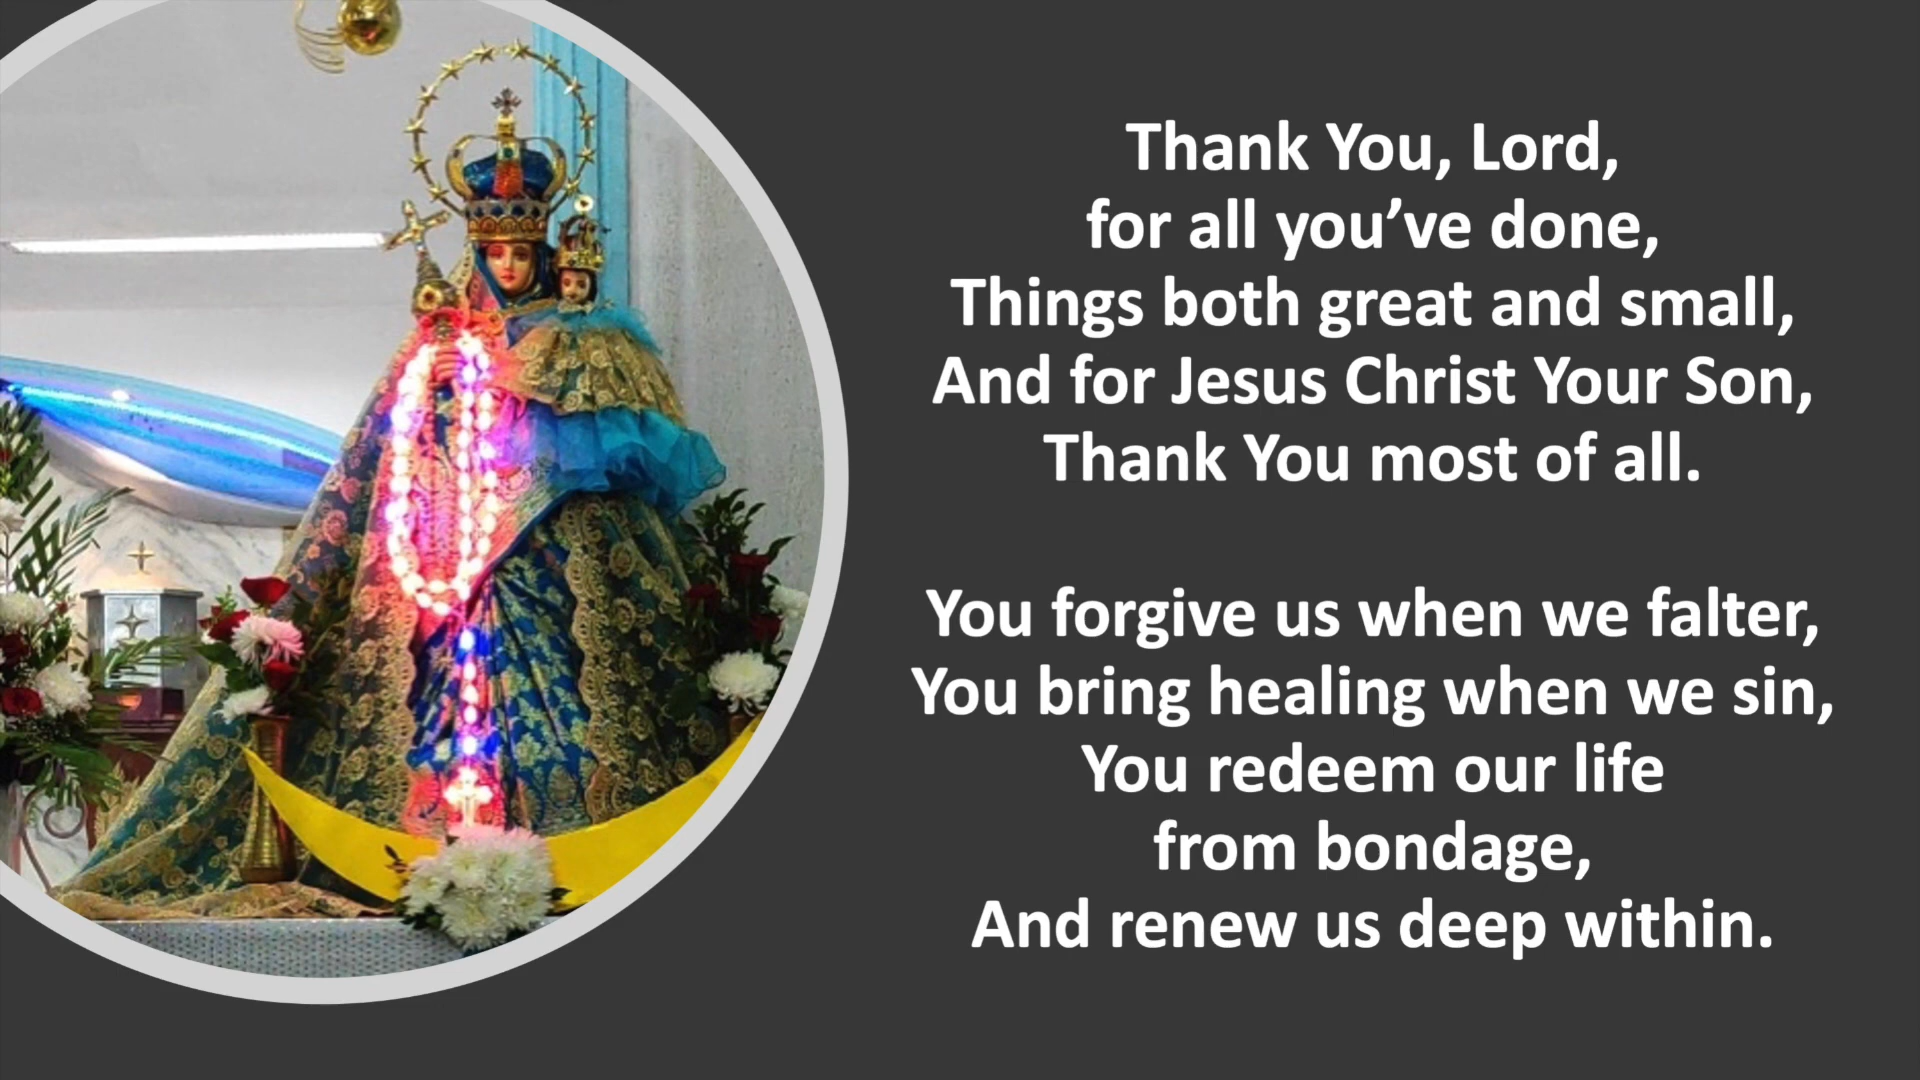 Thank You, Lord,
for all you’ve done,
Things both great and small,
And for Jesus Christ Your Son,
Thank You most of all.
You forgive us when we falter,
You bring healing when we sin,
You redeem our life
from bondage,
And renew us deep within.